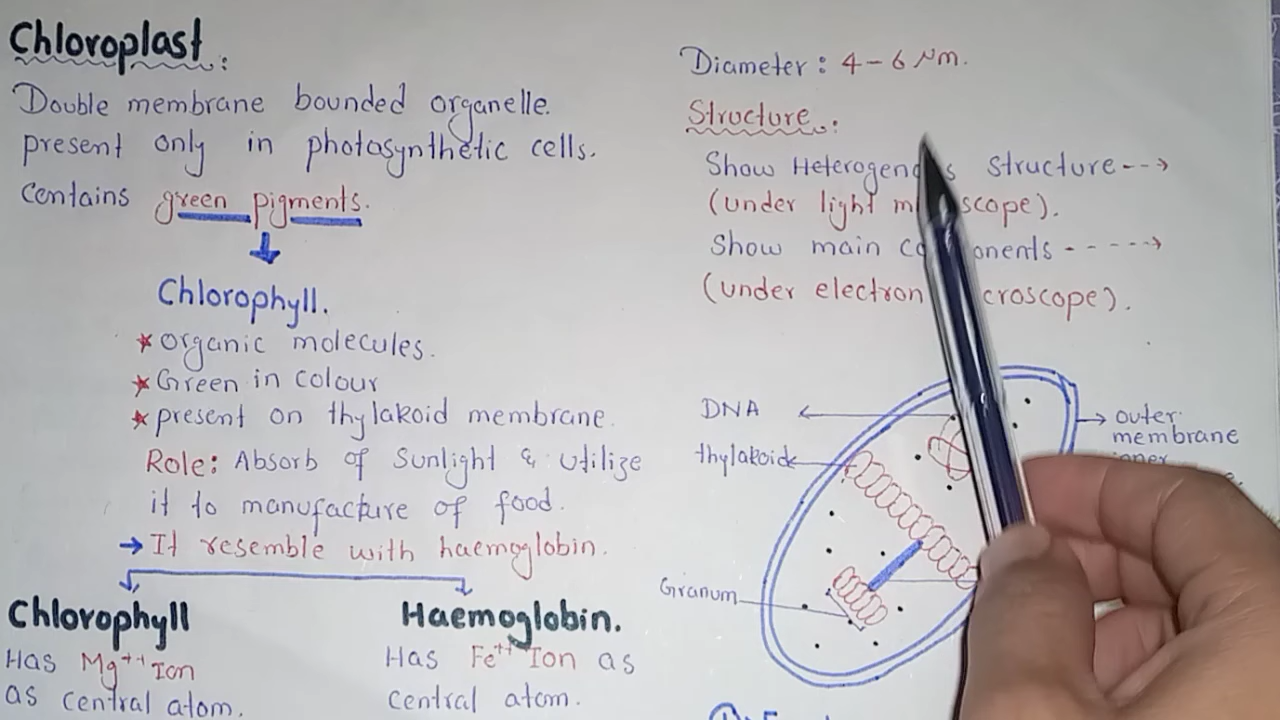 Chloroplast:
Double membrane bounded organelle.
present only in photosynthetic cells.
Contains green pigments.
Chlorophyll.
* organic molecules.
* Green in colour
* present on thylakoid membrane.
Role: Absorb of Sunlight & utilize
it to manufacture of food.
→ It resemble with haemoglobin.
Chlorophyll
Has Mg++ Ion
as central atom.
Haemoglobin.
Has Fe++ Ion as
central atom.
Diameter: 4-6 μm.
Structure:
Show Structure-->
(under light
Show main ----->
(under electron
DNA
thylakoid
Granum
outer
membrane
inner